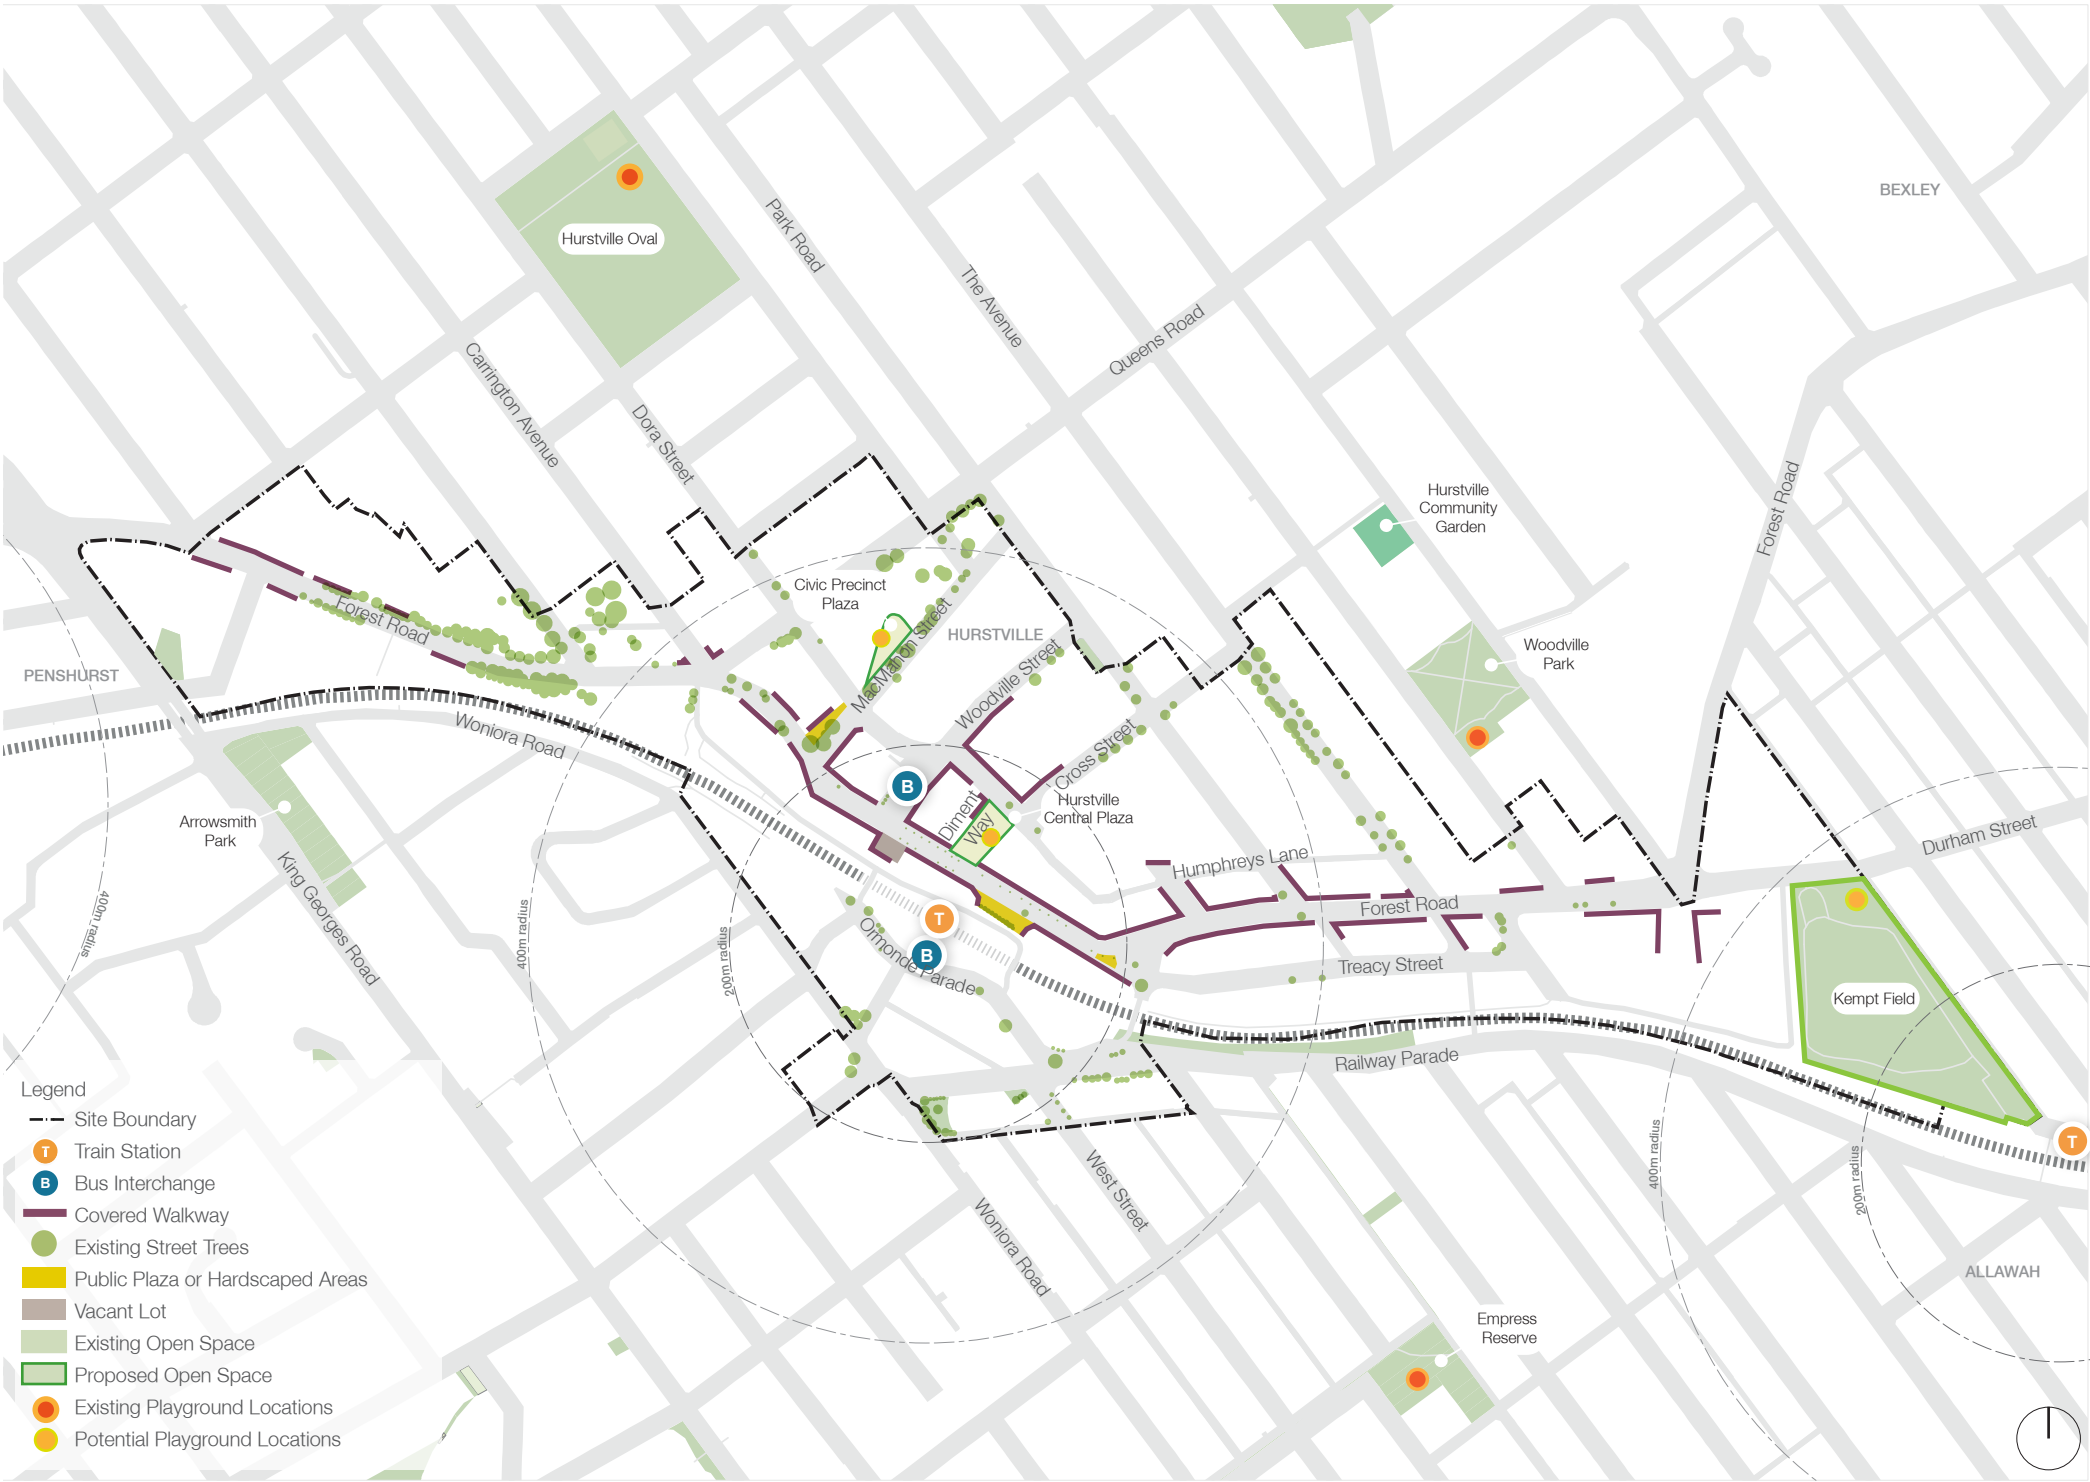 BEXLEY
Hurstville Oval
Park Road
The Avenue
Queens Road
Carrington Avenue
Dora Street
Hurstville
Community
Garden
Forest Road
Civic Precinct
Plaza
Forest Road
MacMahon Street
HURSTVILLE
Woodville Street
Woodville
Park
PENSHURST
Woniora Road
Cross Street
B
Diment
Way
Hurstville
Central Plaza
Arrowsmith
Park
King Georges Road
Durham Street
Humphreys Lane
Forest Road
400m radius
400m radius
200m radius
T
B
Ormonde Parade
Treacy Street
Kempt Field
Railway Parade
400m radius
200m radius
T
West Street
Woniora Road
ALLAWAH
Empress
Reserve
Legend
Site Boundary
T Train Station
B Bus Interchange
Covered Walkway
Existing Street Trees
Public Plaza or Hardscaped Areas
Vacant Lot
Existing Open Space
Proposed Open Space
Existing Playground Locations
Potential Playground Locations